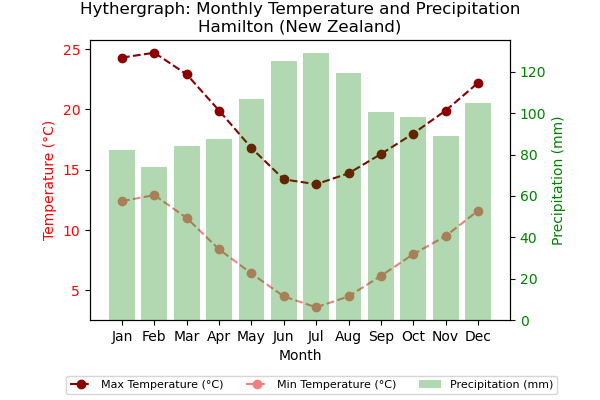 Hythergraph: Monthly Temperature and Precipitation
Hamilton (New Zealand)
25
20
15
10
5
Temperature (°C)
120
100
80
60
40
20
0
Precipitation (mm)
Jan Feb Mar Apr May Jun Jul Aug Sep Oct Nov Dec
Month
Max Temperature (°C) Min Temperature (°C) Precipitation (mm)